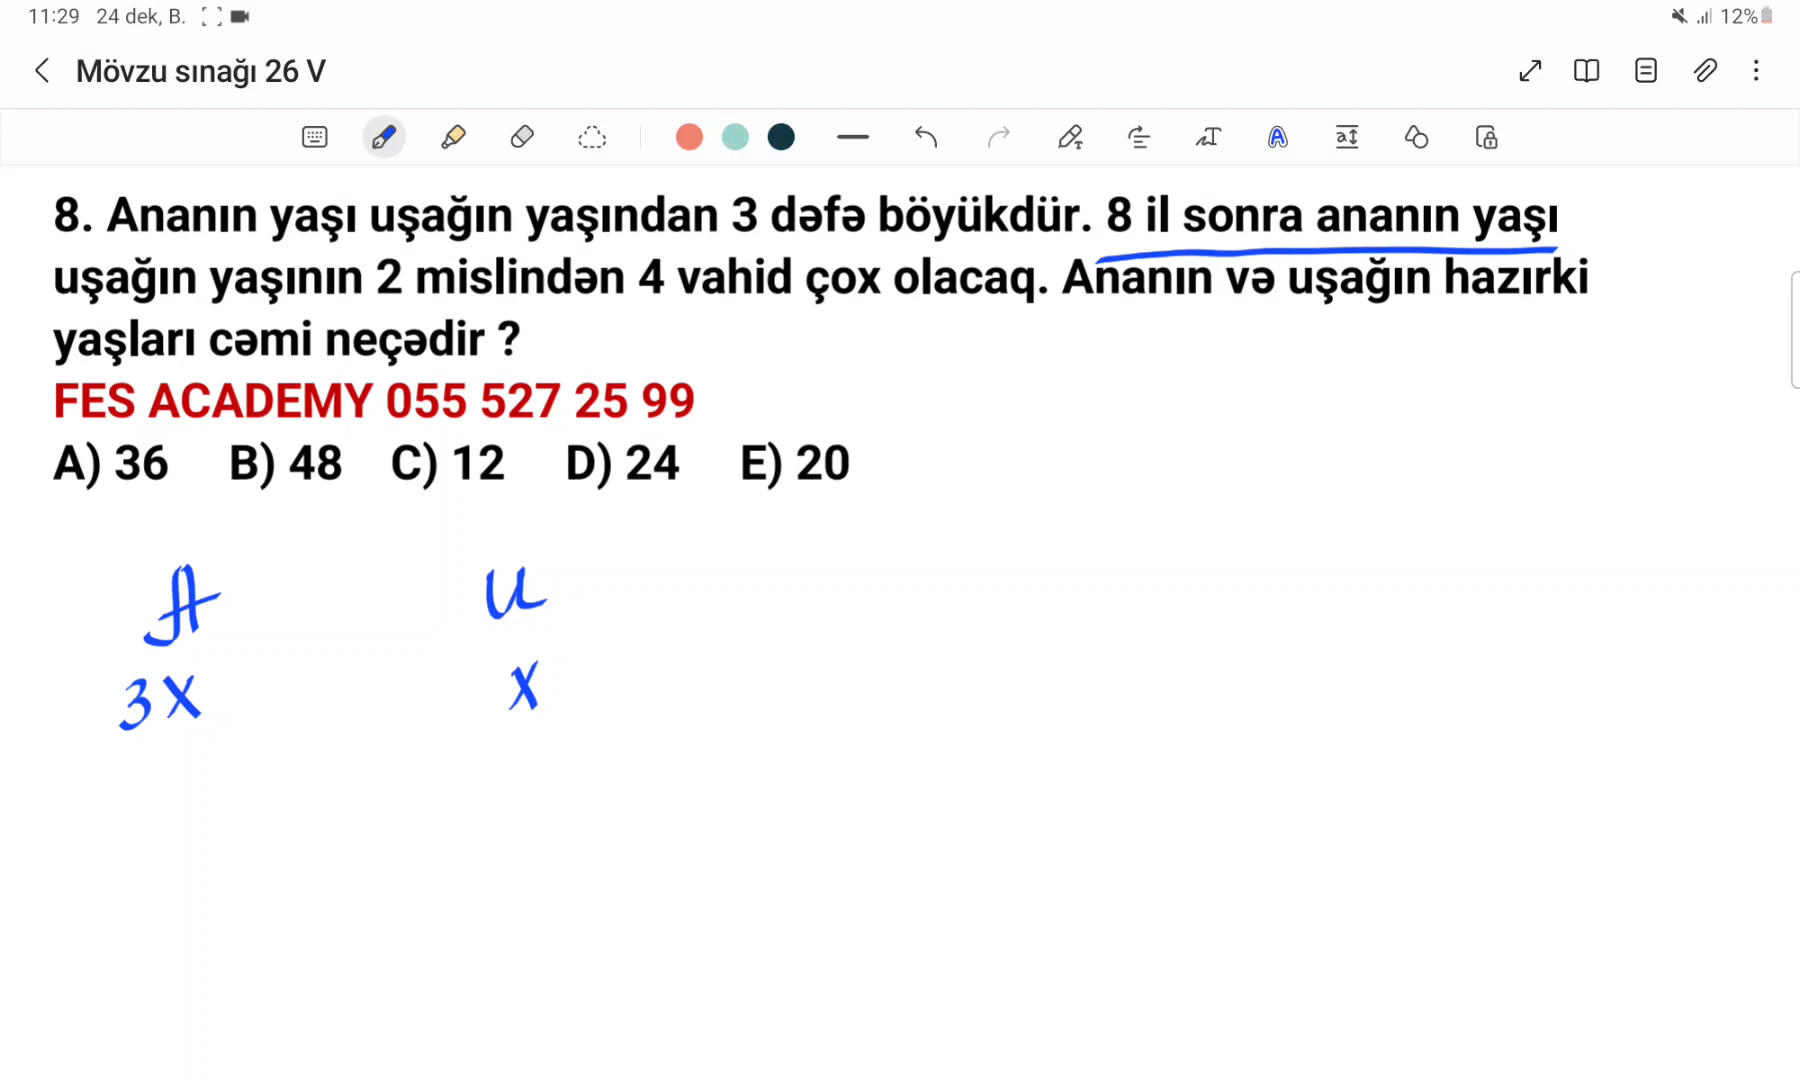 11:29 24 dek, B. 12%
Mövzu sınağı 26 V
8. Ananın yaşı uşağın yaşından 3 dəfə böyükdür. 8 il sonra ananın yaşı
uşağın yaşının 2 mislindən 4 vahid çox olacaq. Ananın və uşağın hazırki
yaşları cəmi neçədir ?
FES ACADEMY 055 527 25 99
A) 36 B) 48 C) 12 D) 24 E) 20
A U
3x x